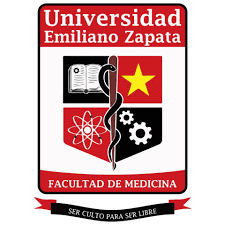 Universidad
Emiliano Zapata
FACULTAD DE MEDICINA
SER CULTO PARA SER LIBRE